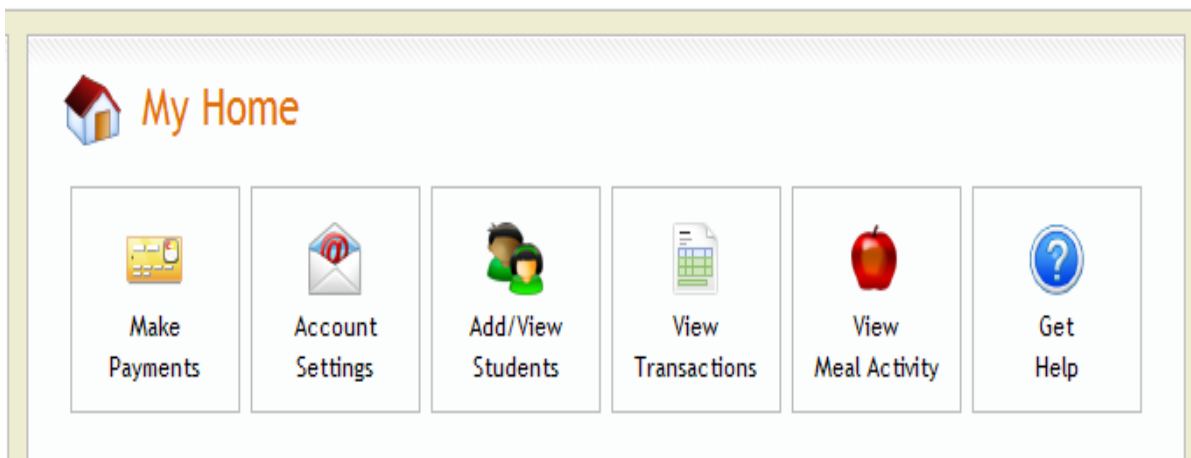 My Home
Make
Payments
Account
Settings
Add/View
Students
View
Transactions
View
Meal Activity
Get
Help